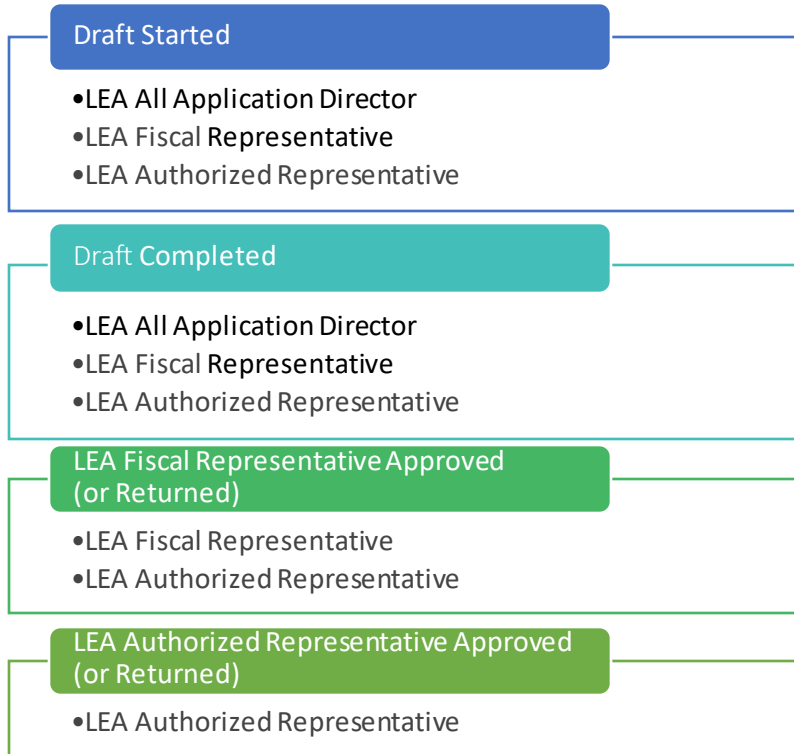 Draft Started
•LEA All Application Director
•LEA Fiscal Representative
•LEA Authorized Representative
Draft Completed
•LEA All Application Director
•LEA Fiscal Representative
•LEA Authorized Representative
LEA Fiscal Representative Approved
(or Returned)
•LEA Fiscal Representative
•LEA Authorized Representative
LEA Authorized Representative Approved
(or Returned)
•LEA Authorized Representative